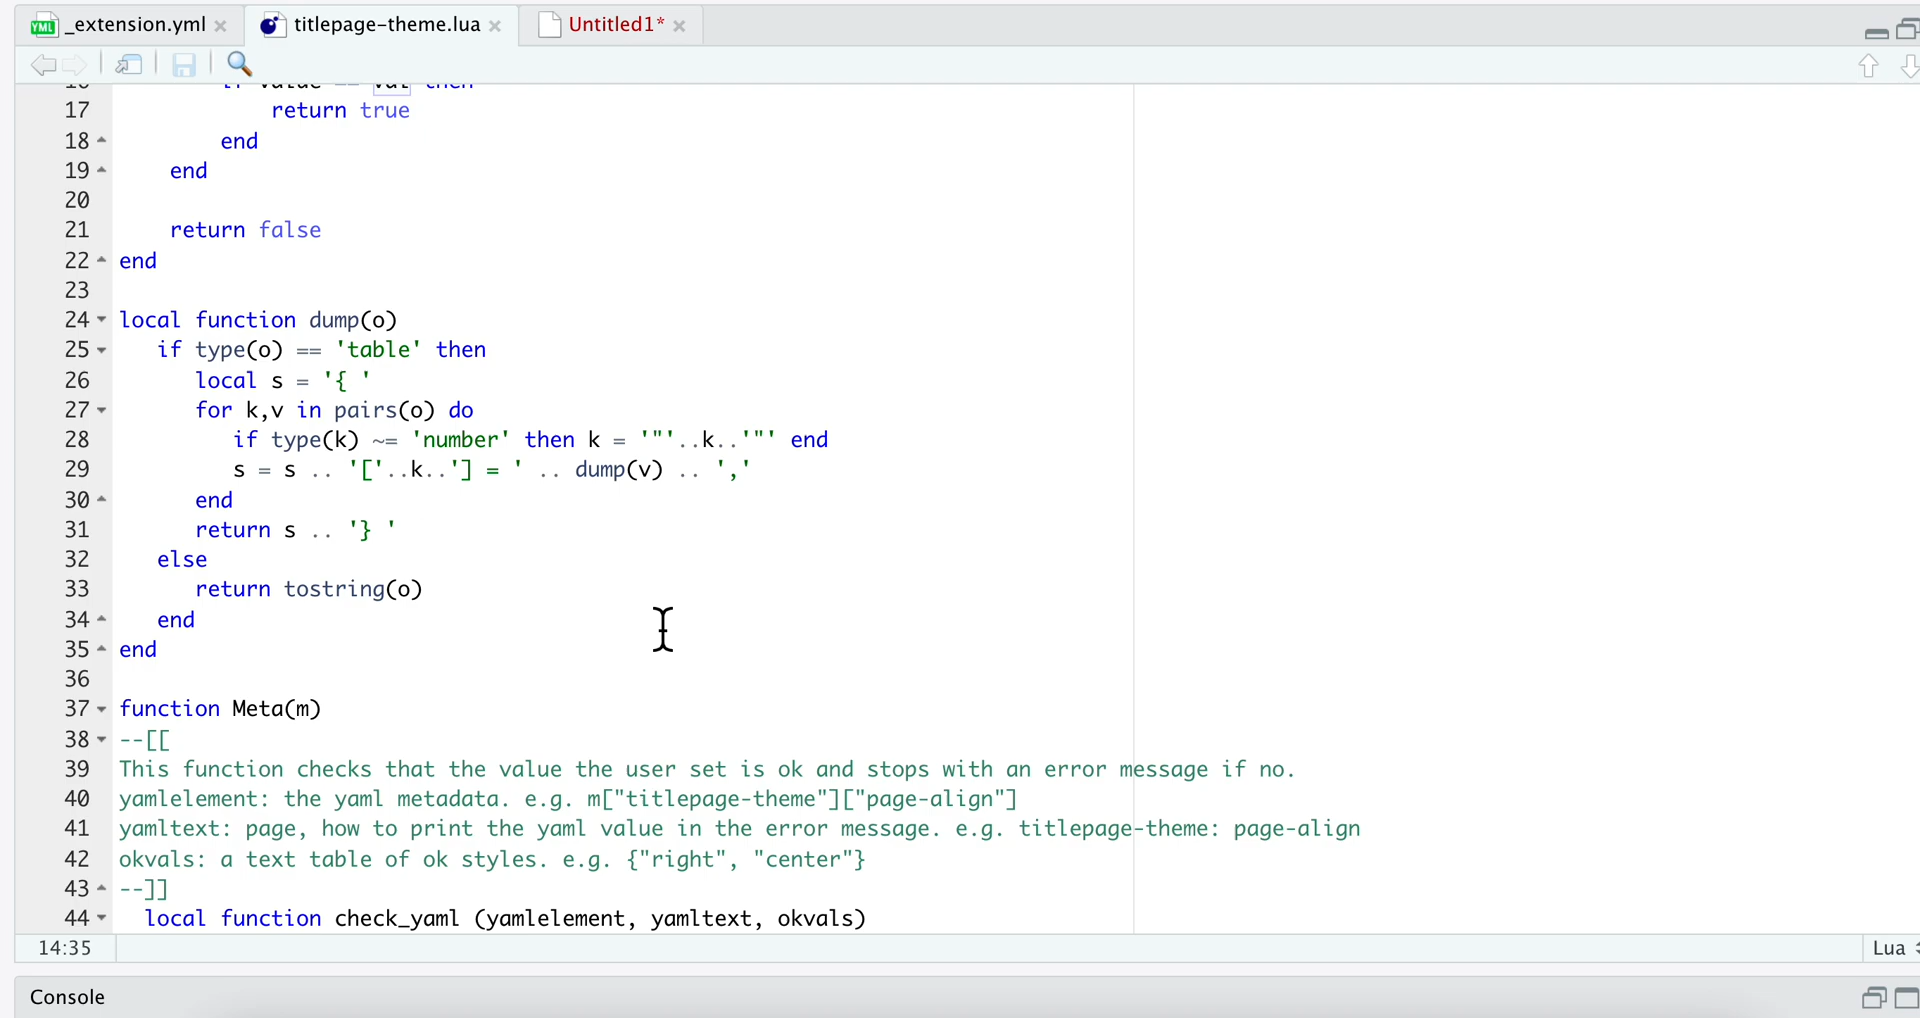 _extension.yml titlepage-theme.lua Untitled1*
16 if value == val then
17 return true
18 end
19 end
20
21 return false
22 end
23
24 local function dump(o)
25 if type(o) == 'table' then
26 local s = '{ '
27 for k,v in pairs(o) do
28 if type(k) ~= 'number' then k = '"'..k..'"' end
29 s = s .. '['..k..'] = ' .. dump(v) .. ','
30 end
31 return s .. '} '
32 else
33 return tostring(o)
34 end
35 end
36
37 function Meta(m)
38 --[[
39 This function checks that the value the user set is ok and stops with an error message if no.
40 yamlelement: the yaml metadata. e.g. m["titlepage-theme"]["page-align"]
41 yamltext: page, how to print the yaml value in the error message. e.g. titlepage-theme: page-align
42 okvals: a text table of ok styles. e.g. {"right", "center"}
43 --]]
44 local function check_yaml (yamlelement, yamltext, okvals)
14:35 Lua
Console